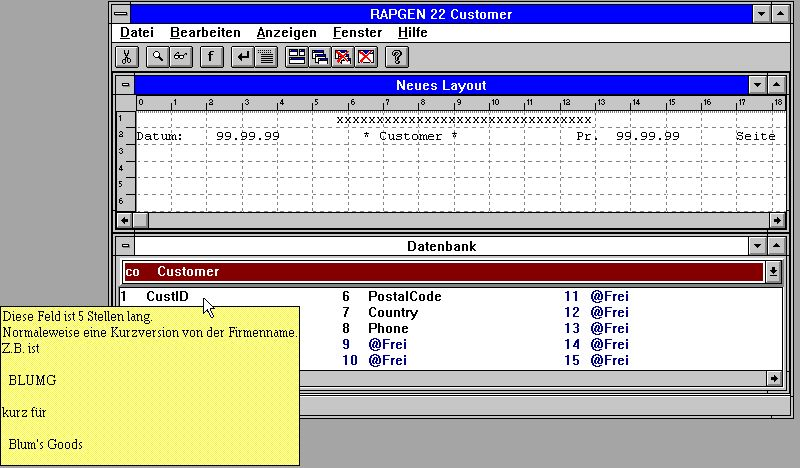 RAPGEN 22 Customer
Datei Bearbeiten Anzeigen Fenster Hilfe
f ?
Neues Layout
0 1 2 3 4 5 6 7 8 9 10 11 12 13 14 15 16 17 18
1 xxxxxxxxxxxxxxxxxxxxxxxxxxxxxxxx
2 Datum: 99.99.99 * Customer * Pr. 99.99.99 Seite
3
4
5
6
Datenbank
co Customer
1 CustID 6 PostalCode 11 @Frei
7 Country 12 @Frei
8 Phone 13 @Frei
9 @Frei 14 @Frei
10 @Frei 15 @Frei
Diese Feld ist 5 Stellen lang.
Normaleweise eine Kurzversion von der Firmenname.
Z.B. ist
BLUMG
kurz für
Blum's Goods